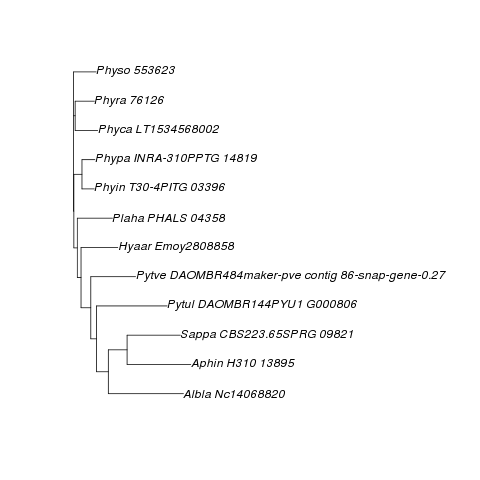 Physo 553623
Phyra 76126
Phyca LT1534568002
Phypa INRA-310PPTG 14819
Phyin T30-4PITG 03396
Plaha PHALS 04358
Hyaar Emoy2808858
Pytve DAOMBR484maker-pve contig 86-snap-gene-0.27
Pytul DAOMBR144PYU1 G000806
Sappa CBS223.65SPRG 09821
Aphin H310 13895
Albla Nc14068820